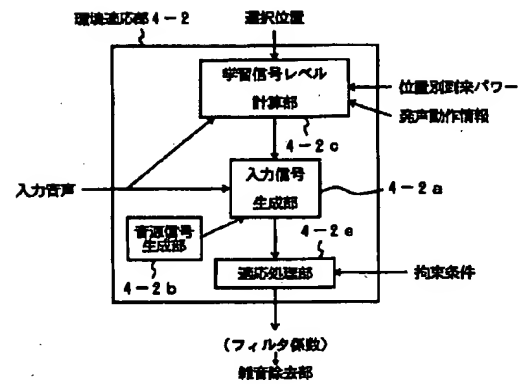 環境適応部4-2
選択位置
学習信号レベル
計算部
位置別到来パワー
発声動作情報
4-2c
入力音声
入力信号
生成部
4-2a
音源信号
生成部
4-2e
4-2b
適応処理部
拘束条件
(フィルタ係数)
雑音除去部